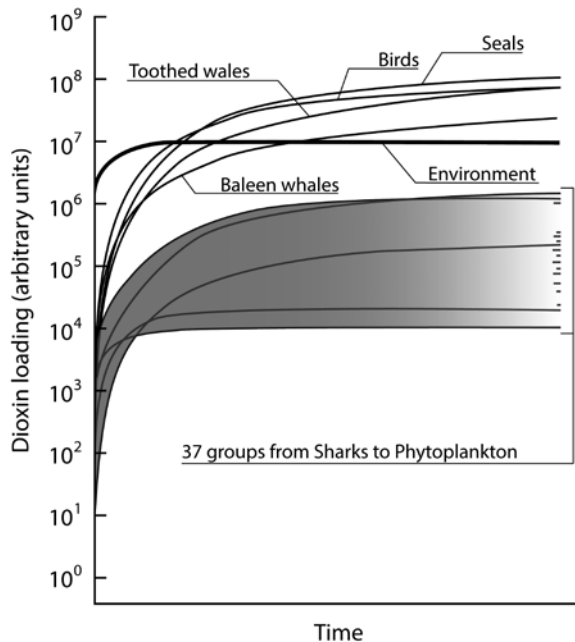 Dioxin loading (arbitrary units)
10⁹
10⁸
10⁷
10⁶
10⁵
10⁴
10³
10²
10¹
10⁰
Seals
Birds
Toothed wales
Environment
Baleen whales
37 groups from Sharks to Phytoplankton
Time